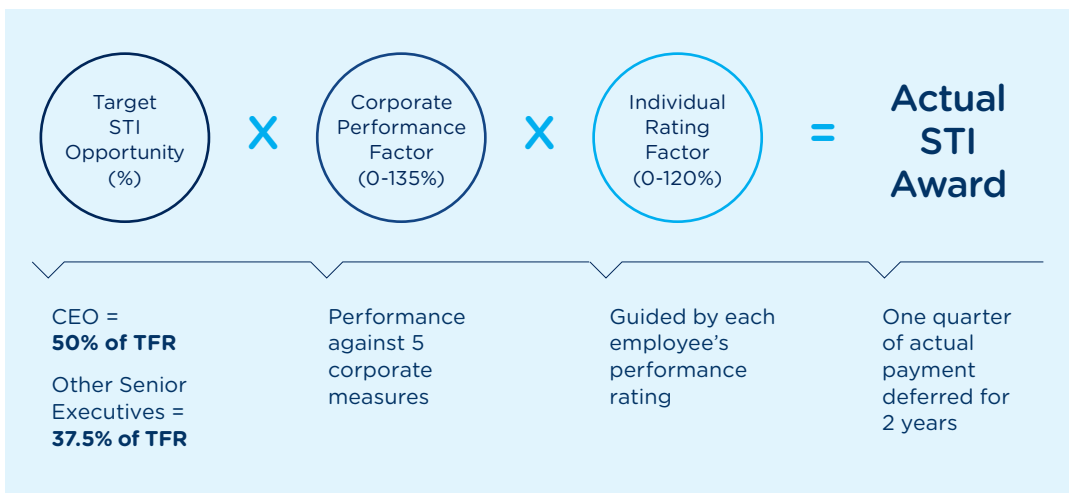 Target
STI
Opportunity
(%)
X
Corporate
Performance
Factor
(0-135%)
X
Individual
Rating
Factor
(0-120%)
=
Actual
STI
Award
CEO =
50% of TFR
Other Senior
Executives =
37.5% of TFR
Performance
against 5
corporate
measures
Guided by each
employee's
performance
rating
One quarter
of actual
payment
deferred for
2 years